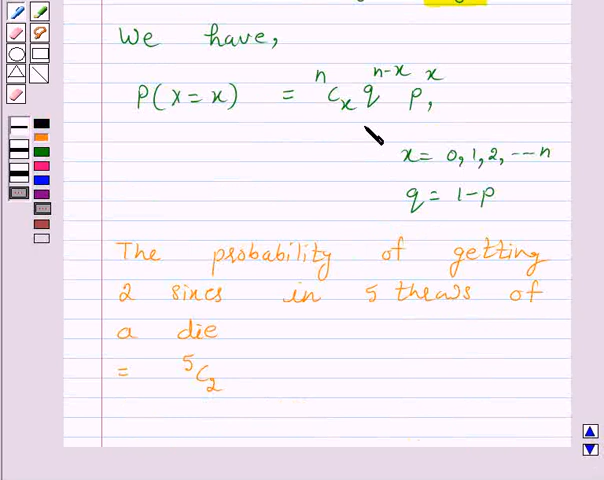 We have,
P(X=x) = ⁿCₓ qⁿ⁻ˣ pˣ,
x = 0, 1, 2, ---n
q = 1-p
The probability of getting
2 sixes in 5 throws of
a die
= ⁵C₂